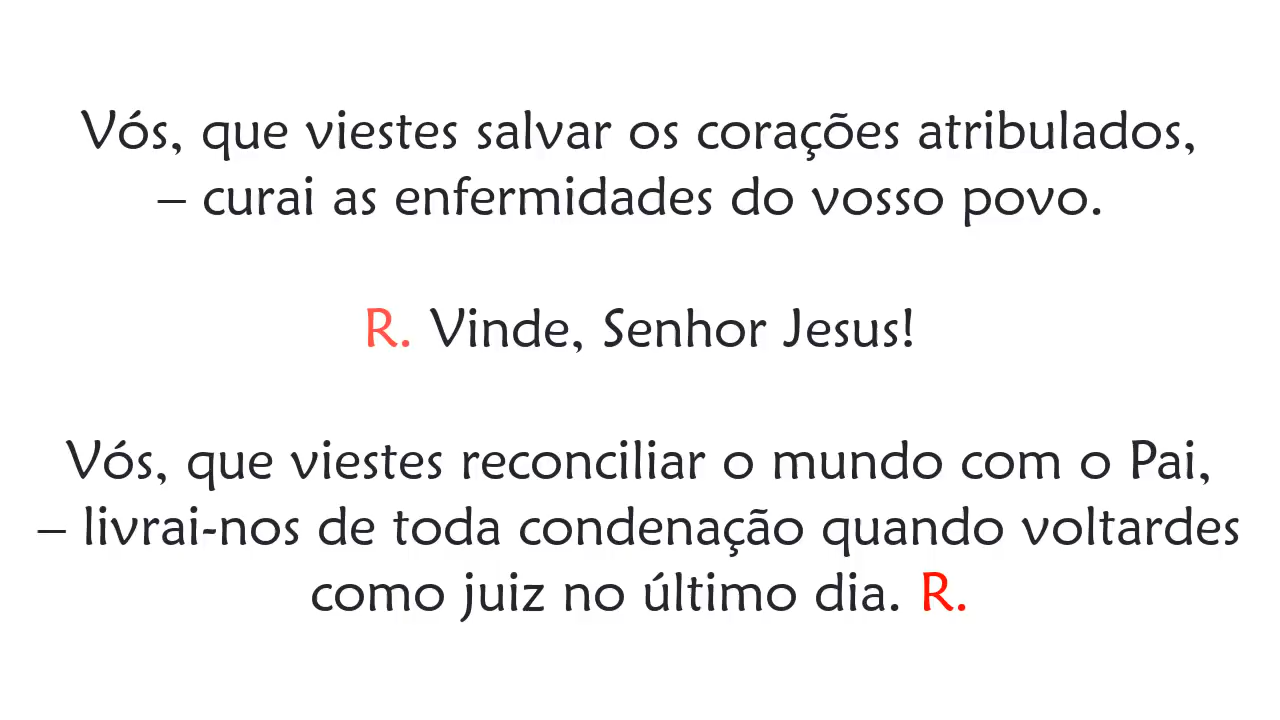 Vós, que viestes salvar os corações atribulados,
– curai as enfermidades do vosso povo.
R. Vinde, Senhor Jesus!
Vós, que viestes reconciliar o mundo com o Pai,
– livrai-nos de toda condenação quando voltardes
como juiz no último dia. R.